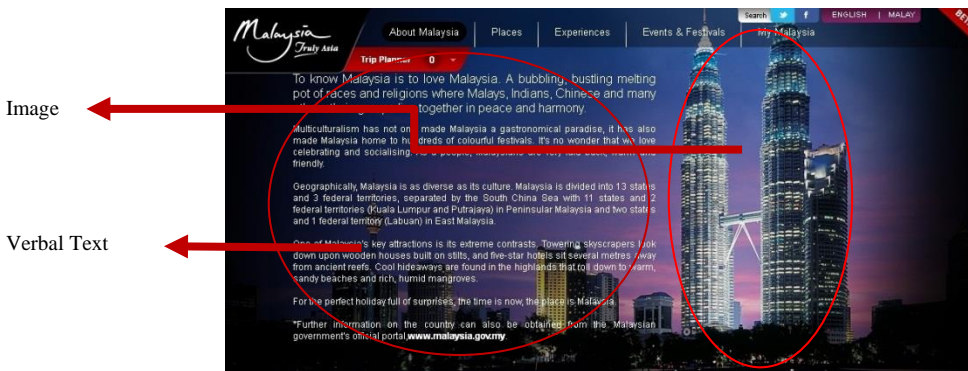 Malaysia
Truly Asia
Search
ENGLISH | MALAY
BETA
About Malaysia
Places
Experiences
Events & Festivals
My Malaysia
Trip Planner 0
To know Malaysia is to love Malaysia. A bubbling, bustling melting
pot of races and religions where Malays, Indians, Chinese and many
together in peace and harmony.
Image
Multiculturalism has not only made Malaysia a gastronomical paradise, it has also
made Malaysia home to hundreds of colourful festivals. It's no wonder that we love
celebrating and socialising.
friendly.
Geographically, Malaysia is as diverse as its culture. Malaysia is divided into 13 states
and 3 federal territories, separated by the South China Sea with 11 states and 2
federal territories (Kuala Lumpur and Putrajaya) in Peninsular Malaysia and two states
and 1 federal territory (Labuan) in East Malaysia.
Verbal Text
One of Malaysia's key attractions is its extreme contrasts. Towering skyscrapers look
down upon wooden houses built on stilts, and five-star hotels sit several metres away
from ancient reefs. Cool hideaways are found in the highlands that roll down to warm,
sandy beaches and rich, humid mangroves.
For the perfect holiday full of surprises, the time is now, the place is Malaysia.
*Further information on the country can also be obtained from the Malaysian
government's official portal www.malaysia.gov.my.